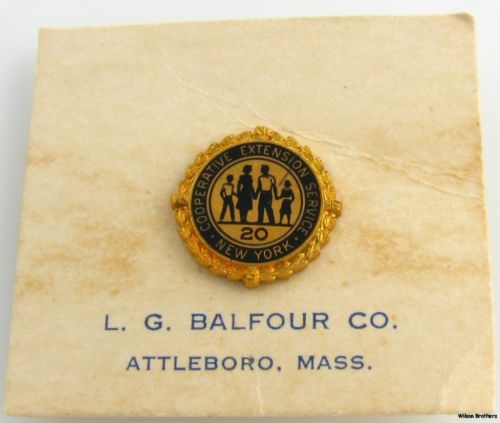 · COOPERATIVE EXTENSION SERVICE ·
NEW YORK
20
L. G. BALFOUR CO.
ATTLEBORO, MASS.
Wilson Brothers